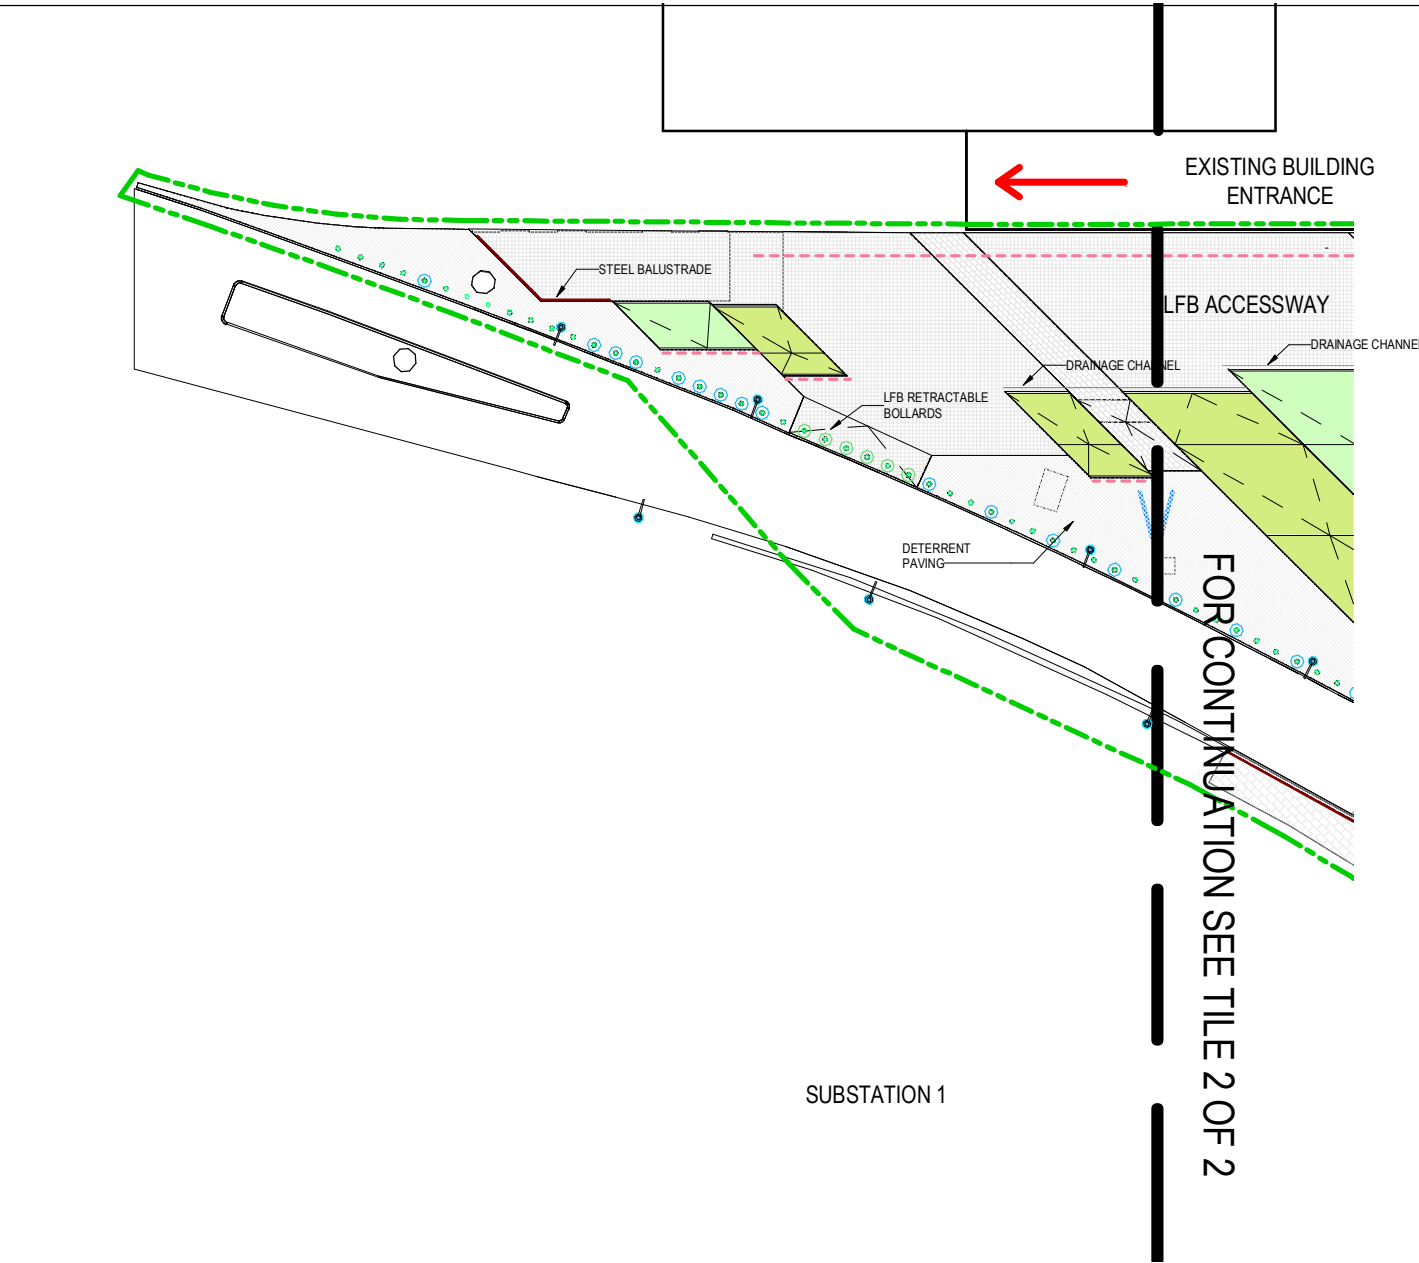 EXISTING BUILDING
ENTRANCE
STEEL BALUSTRADE
LFB ACCESSWAY
DRAINAGE CHANNEL
DRAINAGE CHANNEL
LFB RETRACTABLE
BOLLARDS
DETERRENT
PAVING
FOR CONTINUATION SEE TILE 2 OF 2
SUBSTATION 1